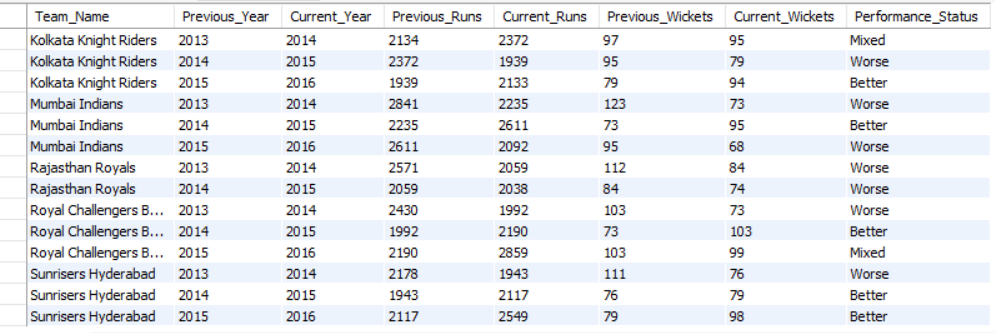 Team_Name Previous_Year Current_Year Previous_Runs Current_Runs Previous_Wickets Current_Wickets Performance_Status
Kolkata Knight Riders 2013 2014 2134 2372 97 95 Mixed
Kolkata Knight Riders 2014 2015 2372 1939 95 79 Worse
Kolkata Knight Riders 2015 2016 1939 2133 79 94 Better
Mumbai Indians 2013 2014 2841 2235 123 73 Worse
Mumbai Indians 2014 2015 2235 2611 73 95 Better
Mumbai Indians 2015 2016 2611 2092 95 68 Worse
Rajasthan Royals 2013 2014 2571 2059 112 84 Worse
Rajasthan Royals 2014 2015 2059 2038 84 74 Worse
Royal Challengers B... 2013 2014 2430 1992 103 73 Worse
Royal Challengers B... 2014 2015 1992 2190 73 103 Better
Royal Challengers B... 2015 2016 2190 2859 103 99 Mixed
Sunrisers Hyderabad 2013 2014 2178 1943 111 76 Worse
Sunrisers Hyderabad 2014 2015 1943 2117 76 79 Better
Sunrisers Hyderabad 2015 2016 2117 2549 79 98 Better